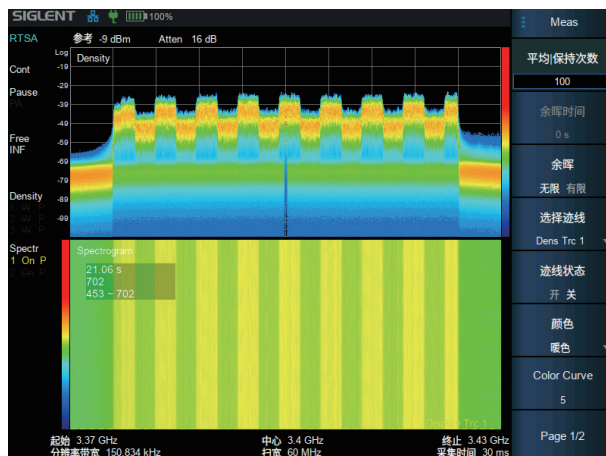 SIGLENT 100% Meas
RTSA 参考 -9 dBm Atten 16 dB
Log Density
平均|保持次数
100
Cont -19
Pause -29
PA
-39
余晖时间
0 s
Free -49
INF -59
余晖
无限 有限
-69
Density -79
-89
-99
选择迹线
Dens Trc 1
Spectr Spectrogram
1 On P
21.06 s
702
453 ~ 702
迹线状态
开 关
颜色
暖色
Color Curve
5
Page 1/2
起始 3.37 GHz 中心 3.4 GHz 终止 3.43 GHz
分辨率带宽 150.834 kHz 扫宽 60 MHz 采集时间 30 ms